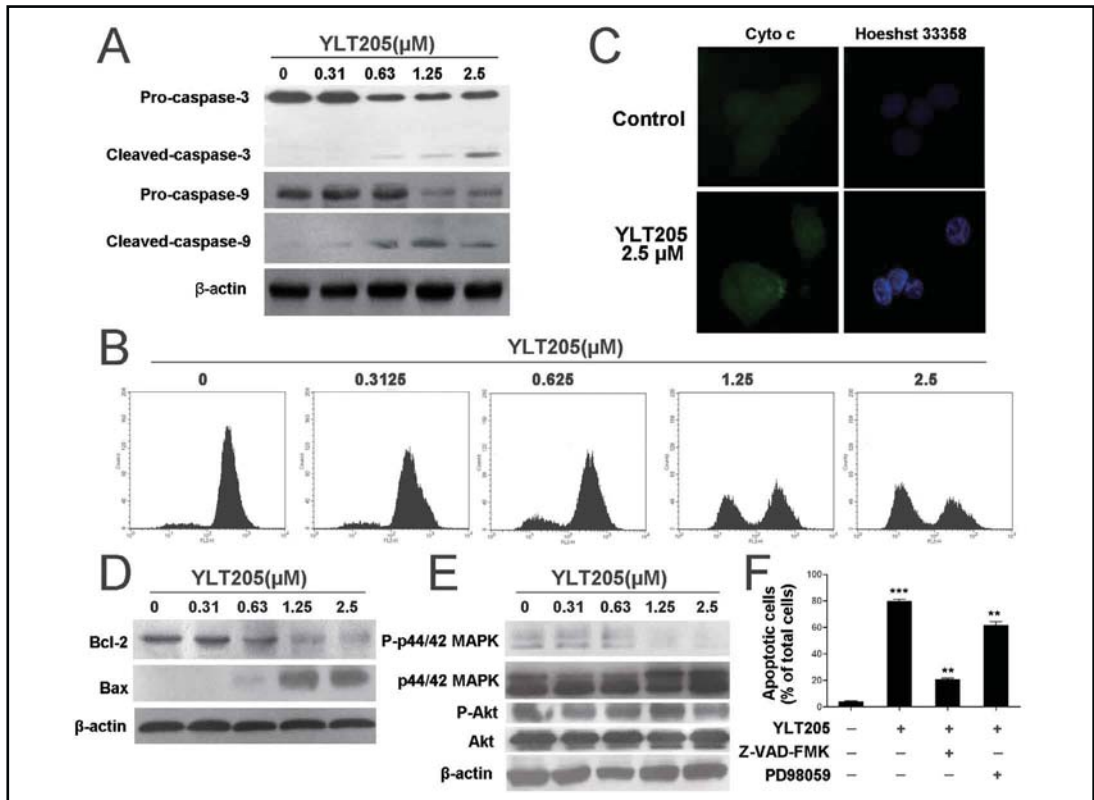 A
YLT205(µM)
0 0.31 0.63 1.25 2.5
Pro-caspase-3
Cleaved-caspase-3
Pro-caspase-9
Cleaved-caspase-9
β-actin
C
Cyto c Hoeshst 33358
Control
YLT205
2.5 µM
B
YLT205(µM)
0 0.3125 0.625 1.25 2.5
D
YLT205(µM)
0 0.31 0.63 1.25 2.5
Bcl-2
Bax
β-actin
E
YLT205(µM)
0 0.31 0.63 1.25 2.5
P-p44/42 MAPK
p44/42 MAPK
P-Akt
Akt
β-actin
F
Apoptotic cells
(% of total cells)
100
80
60
40
20
0
***
**
**
YLT205 – + + +
Z-VAD-FMK – – + –
PD98059 – – – +